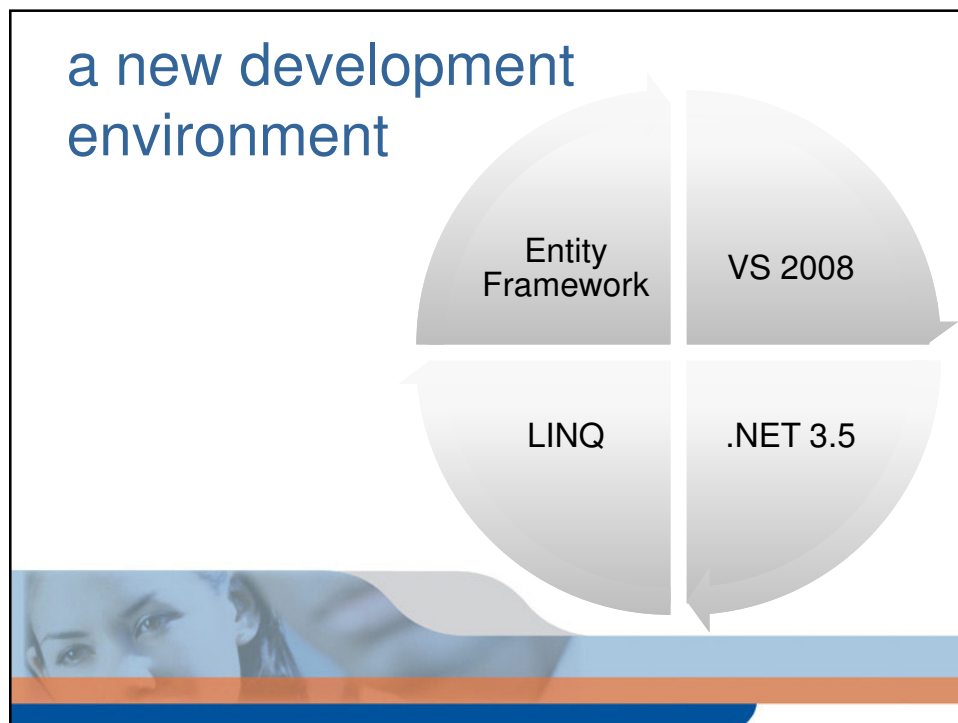 a new development
environment
Entity
Framework
VS 2008
LINQ
.NET 3.5